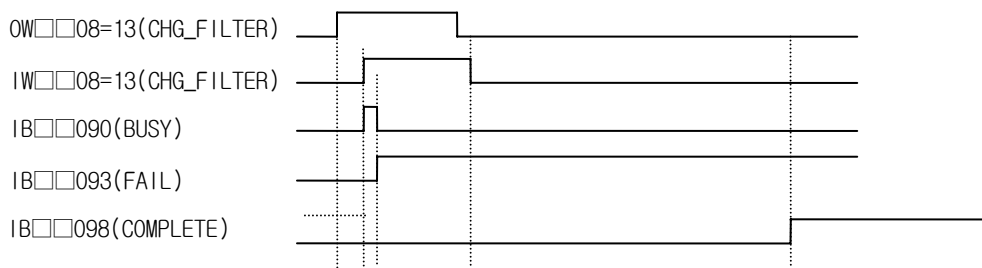 OW□□08=13(CHG_FILTER)
IW□□08=13(CHG_FILTER)
IB□□090(BUSY)
IB□□093(FAIL)
IB□□098(COMPLETE)